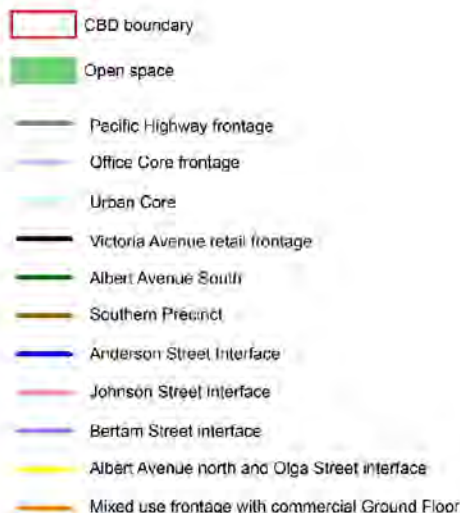 CBD boundary
Open space
Pacific Highway frontage
Office Core frontage
Urban Core
Victoria Avenue retail frontage
Albert Avenue South
Southern Precinct
Anderson Street Interface
Johnson Street interface
Bertam Street interface
Albert Avenue north and Olga Street interface
Mixed use frontage with commercial Ground Floor